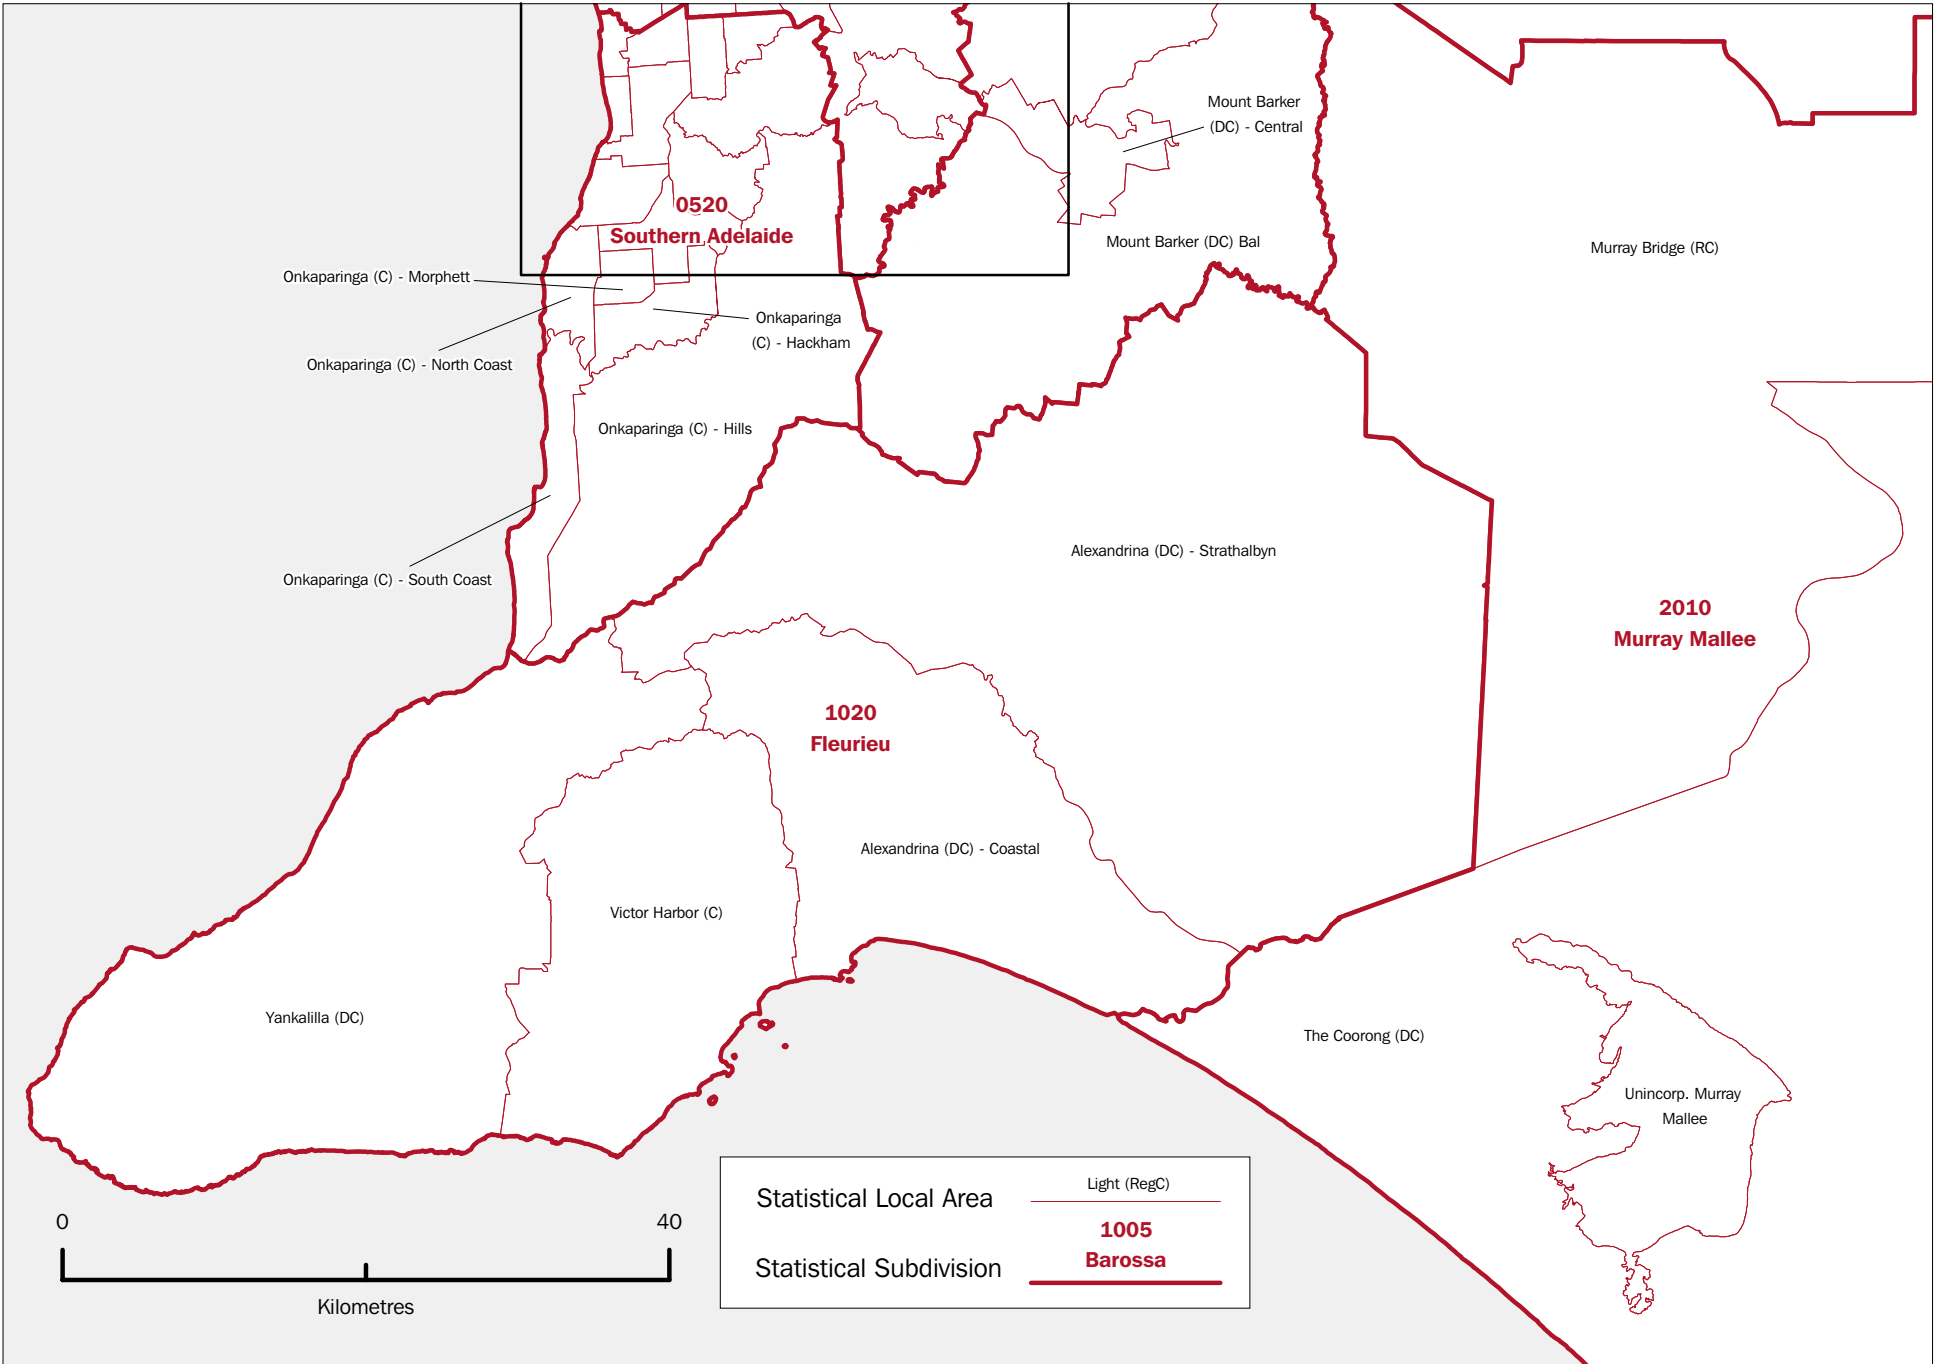 Mount Barker
(DC) - Central
0520
Southern Adelaide
Mount Barker (DC) Bal
Murray Bridge (RC)
Onkaparinga (C) - Morphett
Onkaparinga
(C) - Hackham
Onkaparinga (C) - North Coast
Onkaparinga (C) - Hills
Alexandrina (DC) - Strathalbyn
Onkaparinga (C) - South Coast
2010
Murray Mallee
1020
Fleurieu
Alexandrina (DC) - Coastal
Victor Harbor (C)
Yankalilla (DC)
The Coorong (DC)
Unincorp. Murray
Mallee
Statistical Local Area
Light (RegC)
1005
Barossa
Statistical Subdivision
0
40
Kilometres